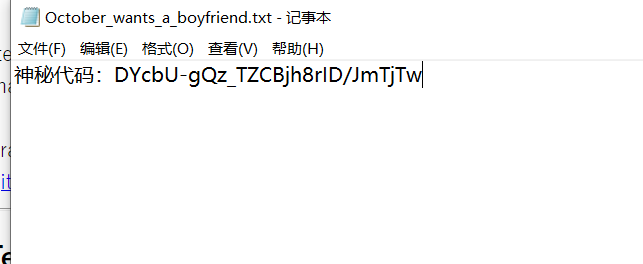 October_wants_a_boyfriend.txt - 记事本
文件(F) 编辑(E) 格式(O) 查看(V) 帮助(H)
神秘代码：DYcbU-gQz_TZCBjh8rID/JmTjTw